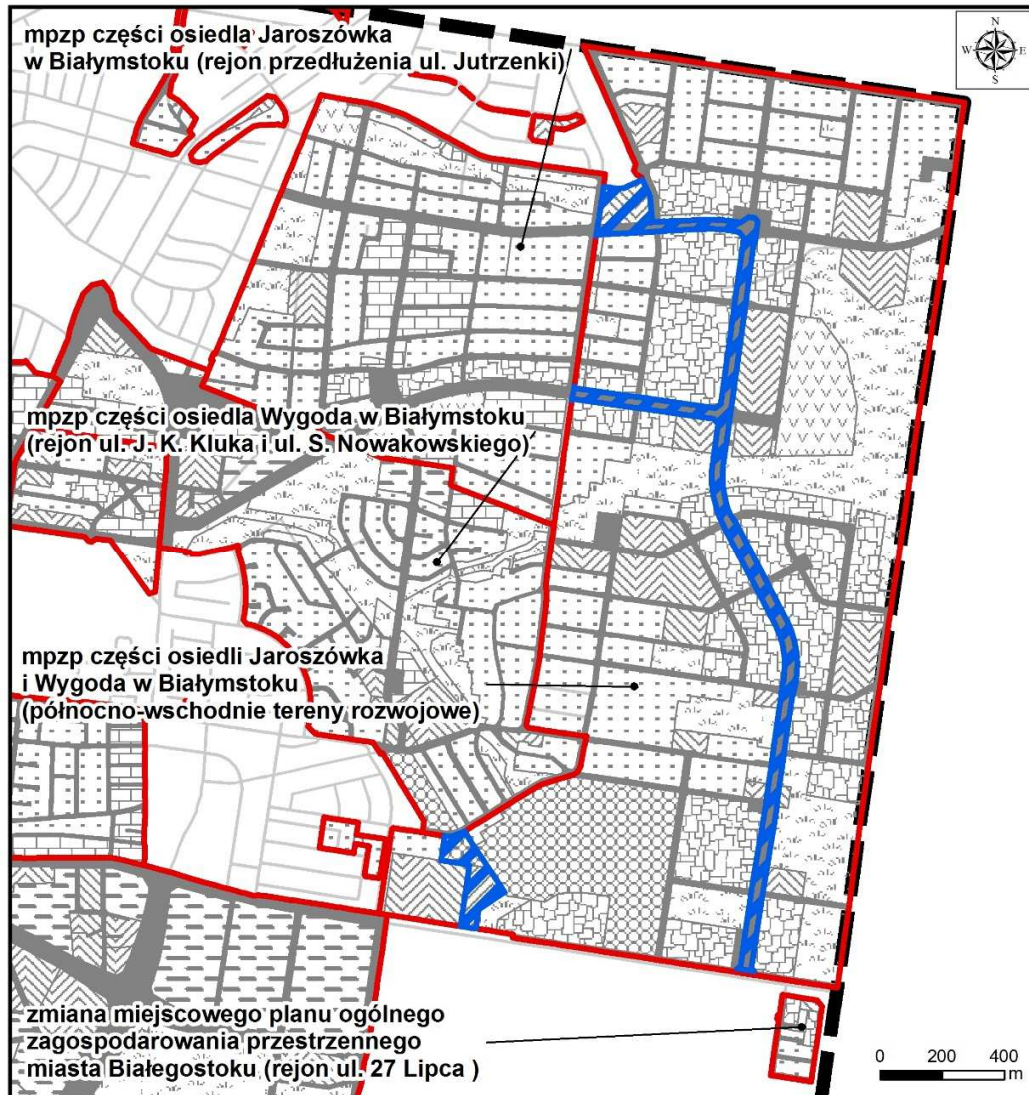 mpzp części osiedla Jaroszówka
w Białymstoku (rejon przedłużenia ul. Jutrzenki)
N
W
E
S
mpzp części osiedla Wygoda w Białymstoku
(rejon ul. J. K. Kluka i ul. S. Nowakowskiego)
mpzp części osiedli Jaroszówka
i Wygoda w Białymstoku
(północno-wschodnie tereny rozwojowe)
zmiana miejscowego planu ogólnego
zagospodarowania przestrzennego
miasta Białegostoku (rejon ul. 27 Lipca )
0 200 400
m